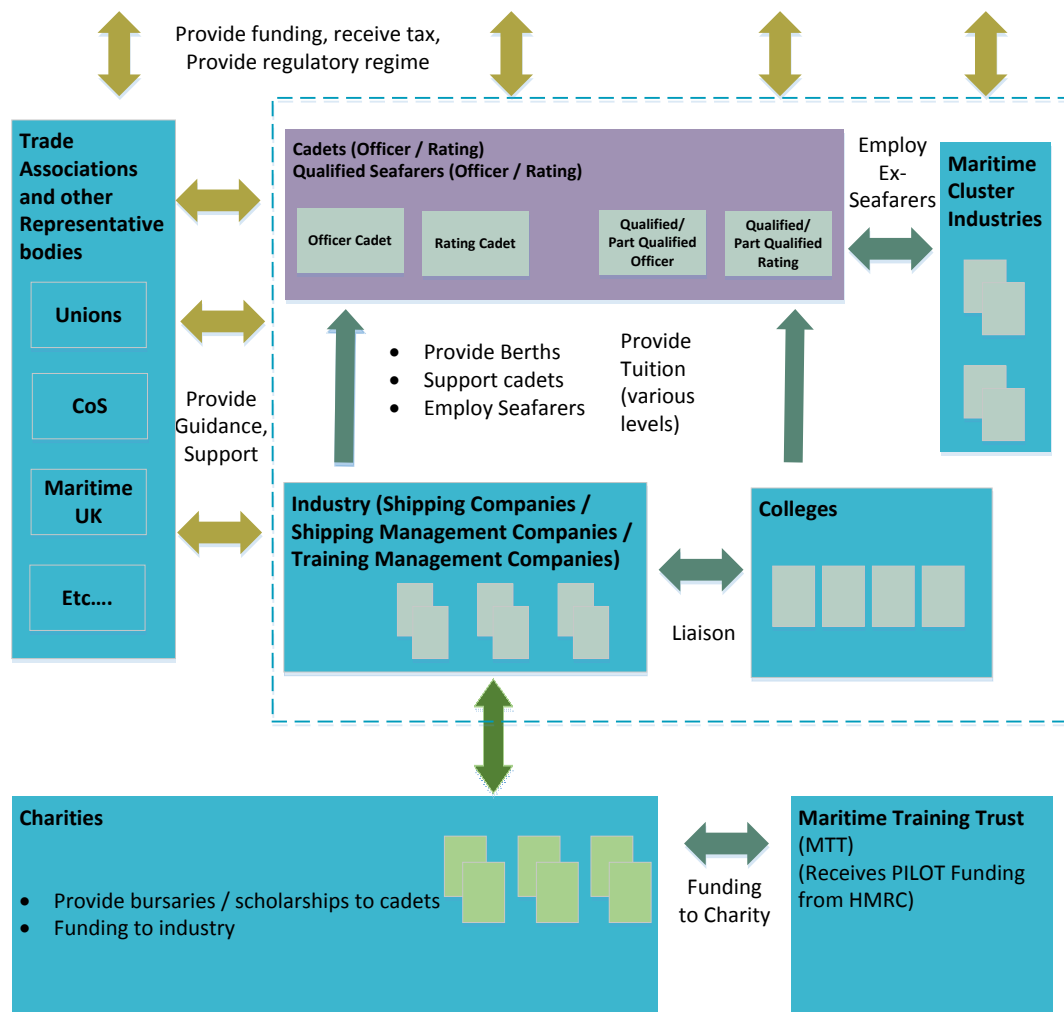 Provide funding, receive tax,
Provide regulatory regime
Trade
Associations
and other
Representative
bodies
Unions
CoS
Maritime
UK
Etc….
Provide
Guidance,
Support
Cadets (Officer / Rating)
Qualified Seafarers (Officer / Rating)
Officer Cadet
Rating Cadet
Qualified/
Part Qualified
Officer
Qualified/
Part Qualified
Rating
Employ
Ex-
Seafarers
Maritime
Cluster
Industries
• Provide Berths
• Support cadets
• Employ Seafarers
Provide
Tuition
(various
levels)
Industry (Shipping Companies /
Shipping Management Companies /
Training Management Companies)
Liaison
Colleges
Charities
• Provide bursaries / scholarships to cadets
• Funding to industry
Funding
to Charity
Maritime Training Trust
(MTT)
(Receives PILOT Funding
from HMRC)